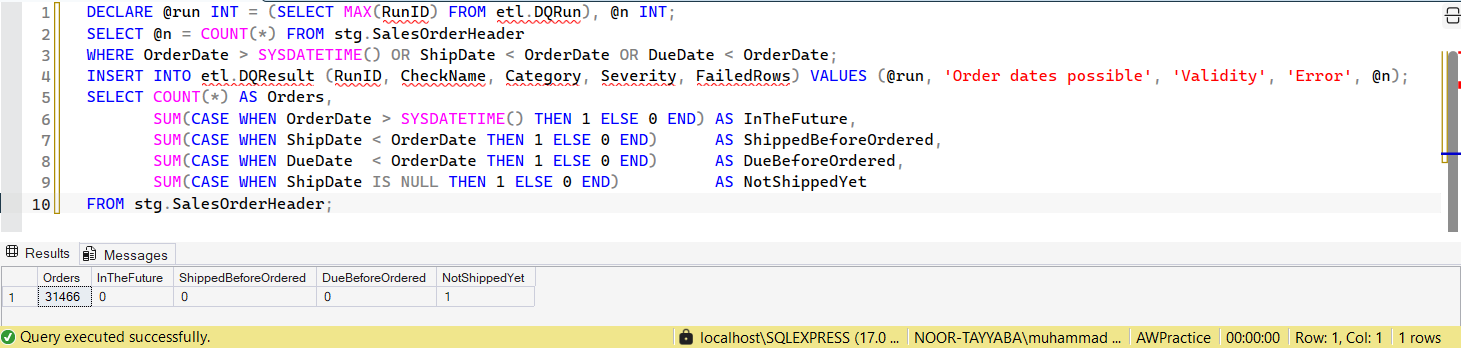 1 DECLARE @run INT = (SELECT MAX(RunID) FROM etl.DQRun), @n INT;
2 SELECT @n = COUNT(*) FROM stg.SalesOrderHeader
3 WHERE OrderDate > SYSDATETIME() OR ShipDate < OrderDate OR DueDate < OrderDate;
4 INSERT INTO etl.DQResult (RunID, CheckName, Category, Severity, FailedRows) VALUES (@run, 'Order dates possible', 'Validity', 'Error', @n);
5 SELECT COUNT(*) AS Orders,
6        SUM(CASE WHEN OrderDate > SYSDATETIME() THEN 1 ELSE 0 END) AS InTheFuture,
7        SUM(CASE WHEN ShipDate < OrderDate THEN 1 ELSE 0 END)      AS ShippedBeforeOrdered,
8        SUM(CASE WHEN DueDate  < OrderDate THEN 1 ELSE 0 END)      AS DueBeforeOrdered,
9        SUM(CASE WHEN ShipDate IS NULL THEN 1 ELSE 0 END)          AS NotShippedYet
10 FROM stg.SalesOrderHeader;
Results Messages
Orders InTheFuture ShippedBeforeOrdered DueBeforeOrdered NotShippedYet
1 31466 0 0 0 1
Query executed successfully. localhost\SQLEXPRESS (17.0 ... NOOR-TAYYABA\muhammad ... AWPractice 00:00:00 Row: 1, Col: 1 1 rows